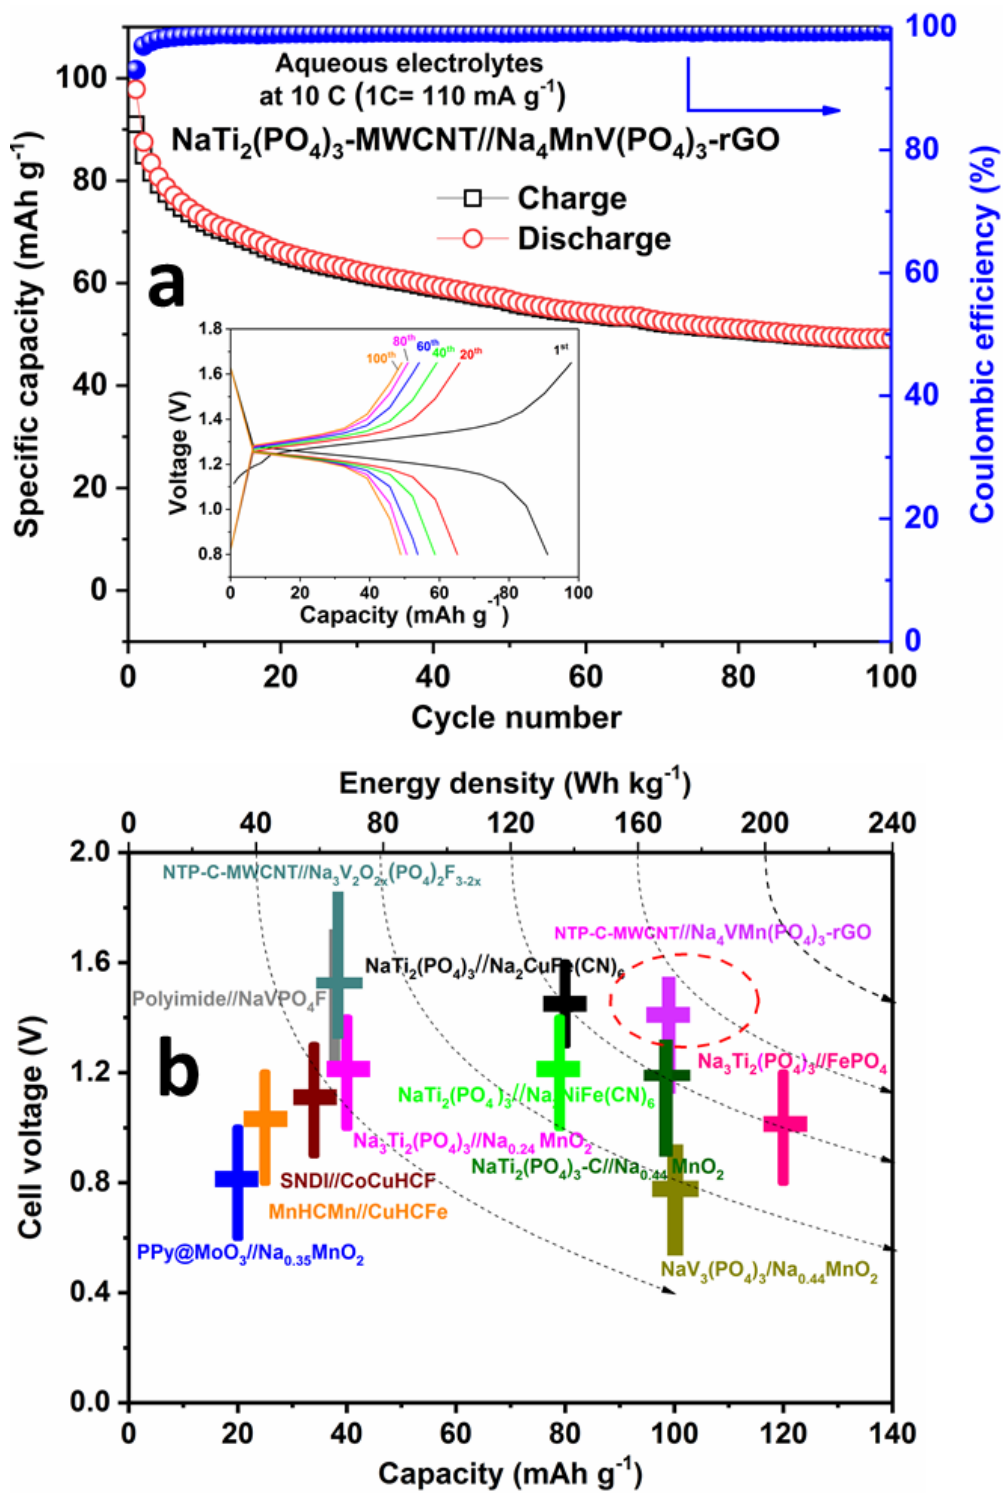 Aqueous electrolytes
at 10 C (1C= 110 mA g⁻¹)
NaTi₂(PO₄)₃-MWCNT//Na₄MnV(PO₄)₃-rGO
Charge
Discharge
a
Specific capacity (mAh g⁻¹)
100
80
60
40
20
0
Coulombic efficiency (%)
100
80
60
40
20
0
0 20 40 60 80 100
Cycle number
Voltage (V)
1.8
1.6
1.4
1.2
1.0
0.8
100ᵗʰ 80ᵗʰ 60ᵗʰ 40ᵗʰ 20ᵗʰ 1ˢᵗ
0 20 40 60 80 100
Capacity (mAh g⁻¹)
Energy density (Wh kg⁻¹)
0 40 80 120 160 200 240
Cell voltage (V)
2.0
1.6
1.2
0.8
0.4
0.0
NTP-C-MWCNT//Na₃V₂O₂ₓ(PO₄)₂F₃₋₂ₓ
NTP-C-MWCNT//Na₄VMn(PO₄)₃-rGO
NaTi₂(PO₄)₃//Na₂CuFe(CN)₆
Polyimide//NaVPO₄F
b
Na₃Ti₂(PO₄)₃//FePO₄
NaTi₂(PO₄)₃//Na₂NiFe(CN)₆
Na₃Ti₂(PO₄)₃//Na₀.₂₄MnO₂
NaTi₂(PO₄)₃-C//Na₀.₄₄MnO₂
SNDI//CoCuHCF
MnHCMn//CuHCFe
PPy@MoO₃//Na₀.₃₅MnO₂
NaV₃(PO₄)₃/Na₀.₄₄MnO₂
0 20 40 60 80 100 120 140
Capacity (mAh g⁻¹)